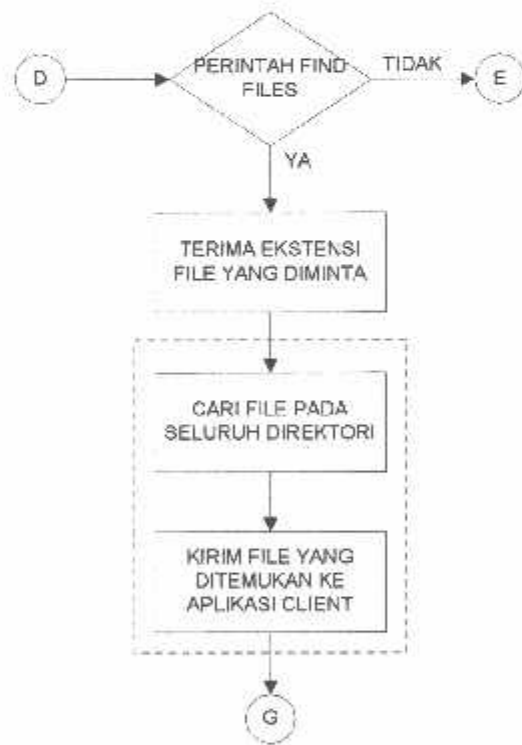 D
PERINTAH FIND
FILES
TIDAK
E
YA
TERIMA EKSTENSI
FILE YANG DIMINTA
CARI FILE PADA
SELURUH DIREKTORI
KIRIM FILE YANG
DITEMUKAN KE
APLIKASI CLIENT
G